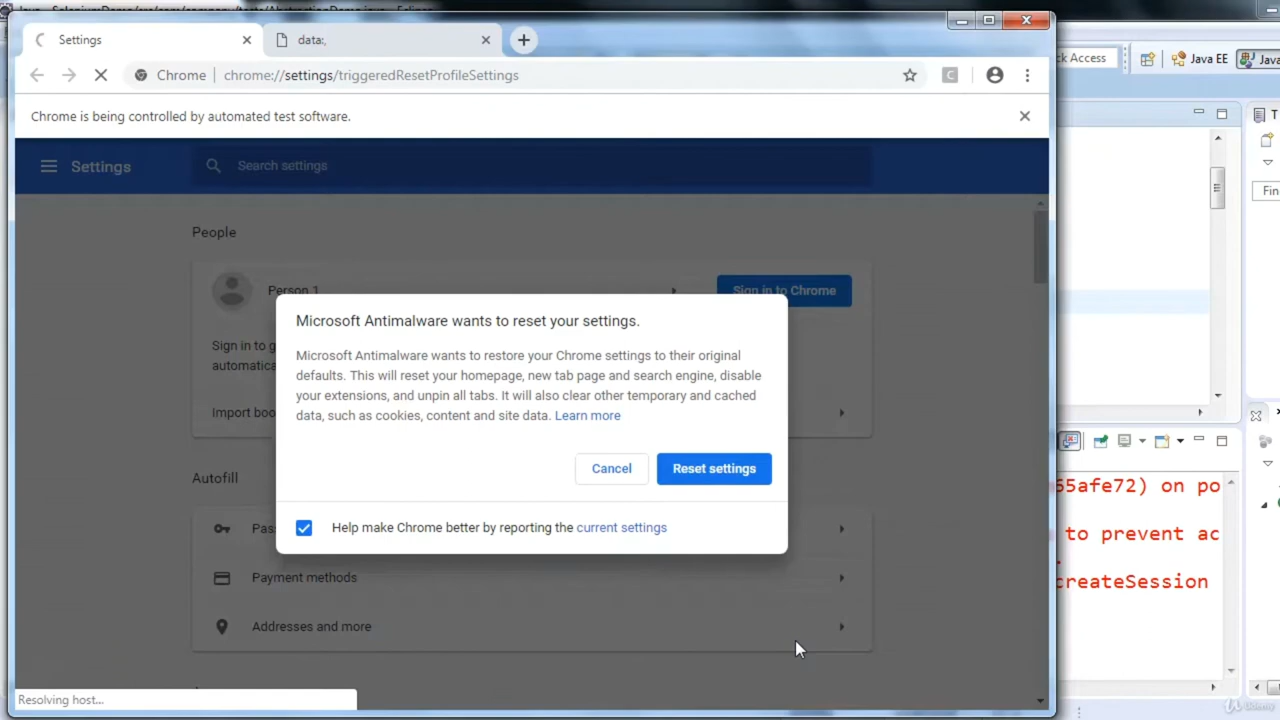 Settings
data:,
Chrome
chrome://settings/triggeredResetProfileSettings
ck Access
Java EE
Java
Chrome is being controlled by automated test software.
Settings
Search settings
Fin
People
Person 1
Sign in to Chrome
Sign in to g
automatica
Import boo
Microsoft Antimalware wants to reset your settings.
Microsoft Antimalware wants to restore your Chrome settings to their original
defaults. This will reset your homepage, new tab page and search engine, disable
your extensions, and unpin all tabs. It will also clear other temporary and cached
data, such as cookies, content and site data. Learn more
Cancel
Reset settings
Help make Chrome better by reporting the current settings
Autofill
Pas
Payment methods
Addresses and more
65afe72) on po
to prevent ac
createSession
Resolving host...
Udemy